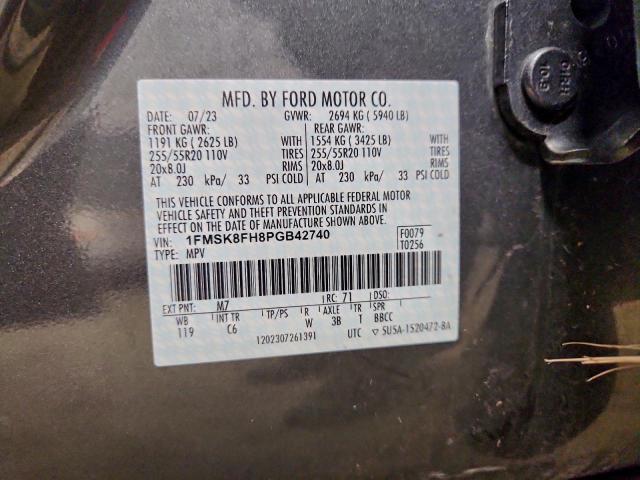 MFD. BY FORD MOTOR CO.
DATE: 07/23 GVWR: 2694 KG ( 5940 LB)
FRONT GAWR: REAR GAWR:
1191 KG ( 2625 LB) WITH 1554 KG ( 3425 LB) WITH
255/55R20 110V TIRES 255/55R20 110V TIRES
20x8.0J RIMS 20x8.0J RIMS
AT 230 kPa/ 33 PSI COLD AT 230 kPa/ 33 PSI COLD
THIS VEHICLE CONFORMS TO ALL APPLICABLE FEDERAL MOTOR
VEHICLE SAFETY AND THEFT PREVENTION STANDARDS IN
EFFECT ON THE DATE OF MANUFACTURE SHOWN ABOVE.
VIN: 1FMSK8FH8PGB42740 F0079
TYPE: MPV T0256
EXT PNT: M7 RC: 71 DSO:
WB INT TR TP/PS R AXLE TR SPR
119 C6 W 3B T BBCC
1202307261391 UTC ▽ 5U5A-1520472-BA